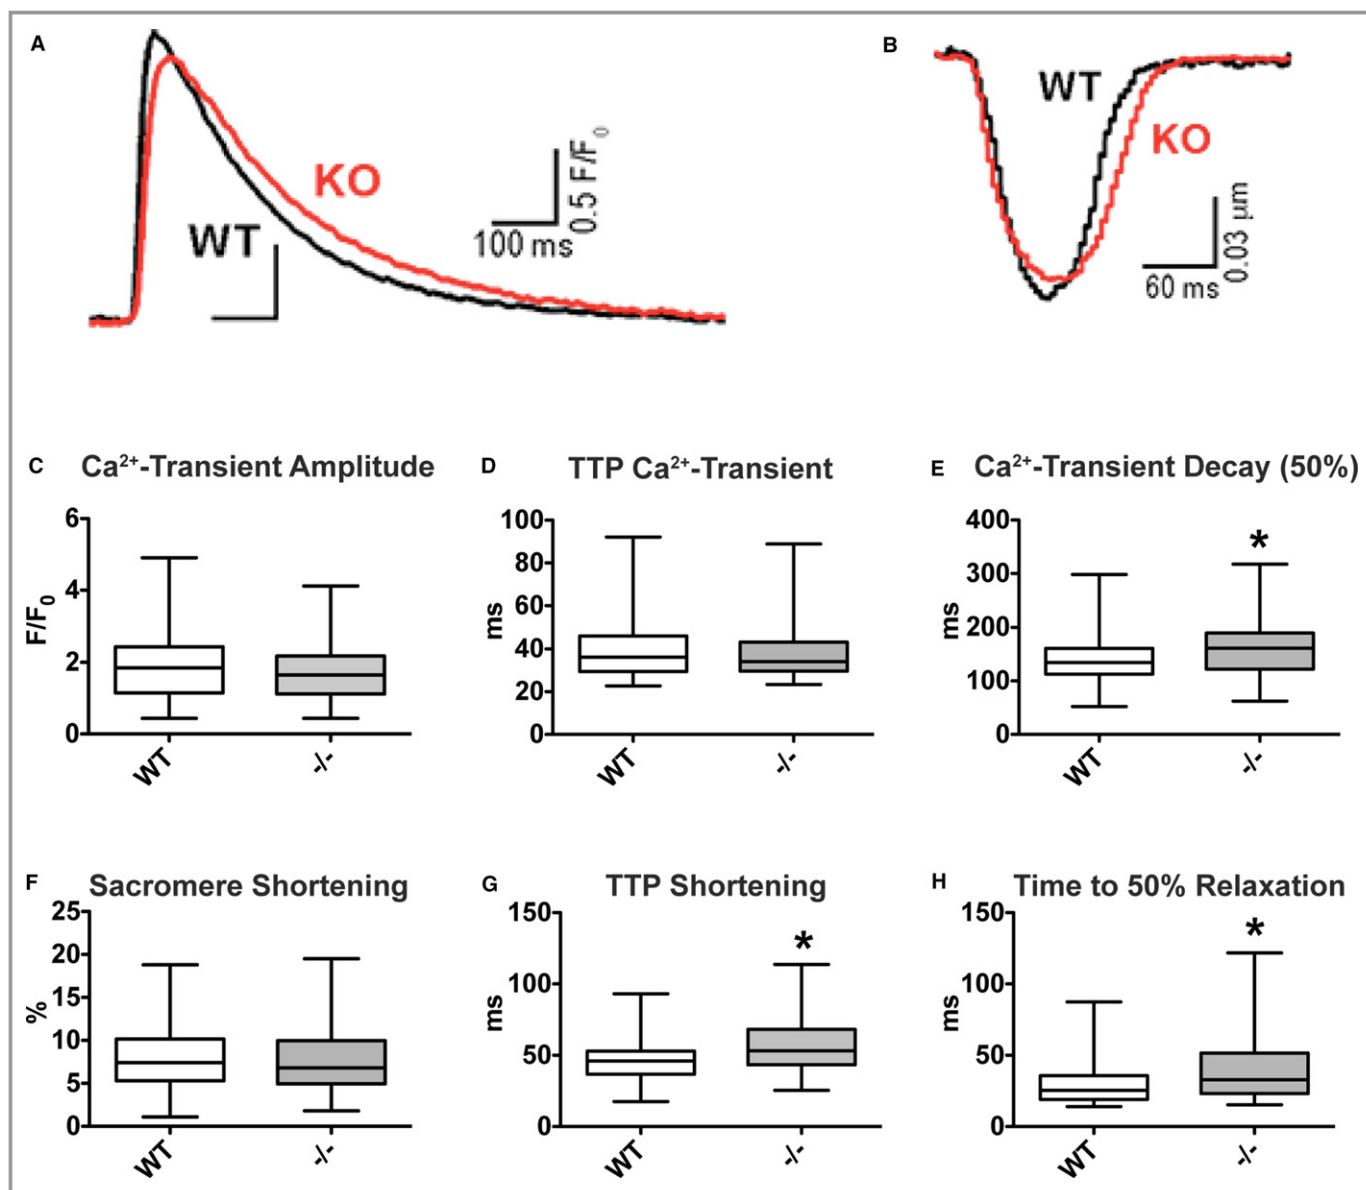 A
WT
KO
0.5 F/F0
100 ms
B
WT
KO
0.03 µm
60 ms
C Ca²⁺-Transient Amplitude
F/F0
6
4
2
0
WT
-/-
D TTP Ca²⁺-Transient
ms
100
80
60
40
20
0
WT
-/-
E Ca²⁺-Transient Decay (50%)
ms
400
300
200
100
0
*
WT
-/-
F Sacromere Shortening
%
25
20
15
10
5
0
WT
-/-
G TTP Shortening
ms
150
100
50
0
*
WT
-/-
H Time to 50% Relaxation
ms
150
100
50
0
*
WT
-/-